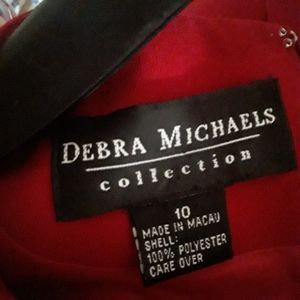 DEBRA MICHAELS
collection
10
MADE IN MACAU
SHELL:
100% POLYESTER
CARE OVER